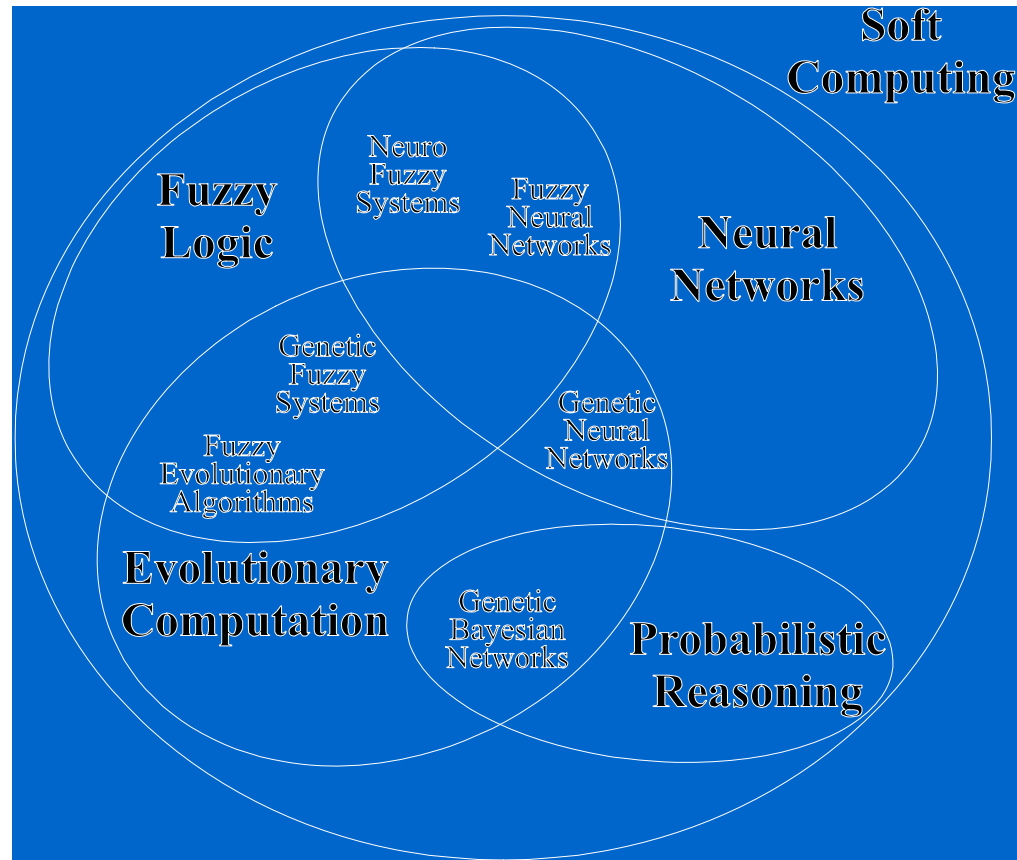 Soft
Computing
Neuro
Fuzzy
Systems
Fuzzy
Logic
Fuzzy
Neural
Networks
Neural
Networks
Genetic
Fuzzy
Systems
Genetic
Neural
Networks
Fuzzy
Evolutionary
Algorithms
Evolutionary
Computation
Genetic
Bayesian
Networks
Probabilistic
Reasoning